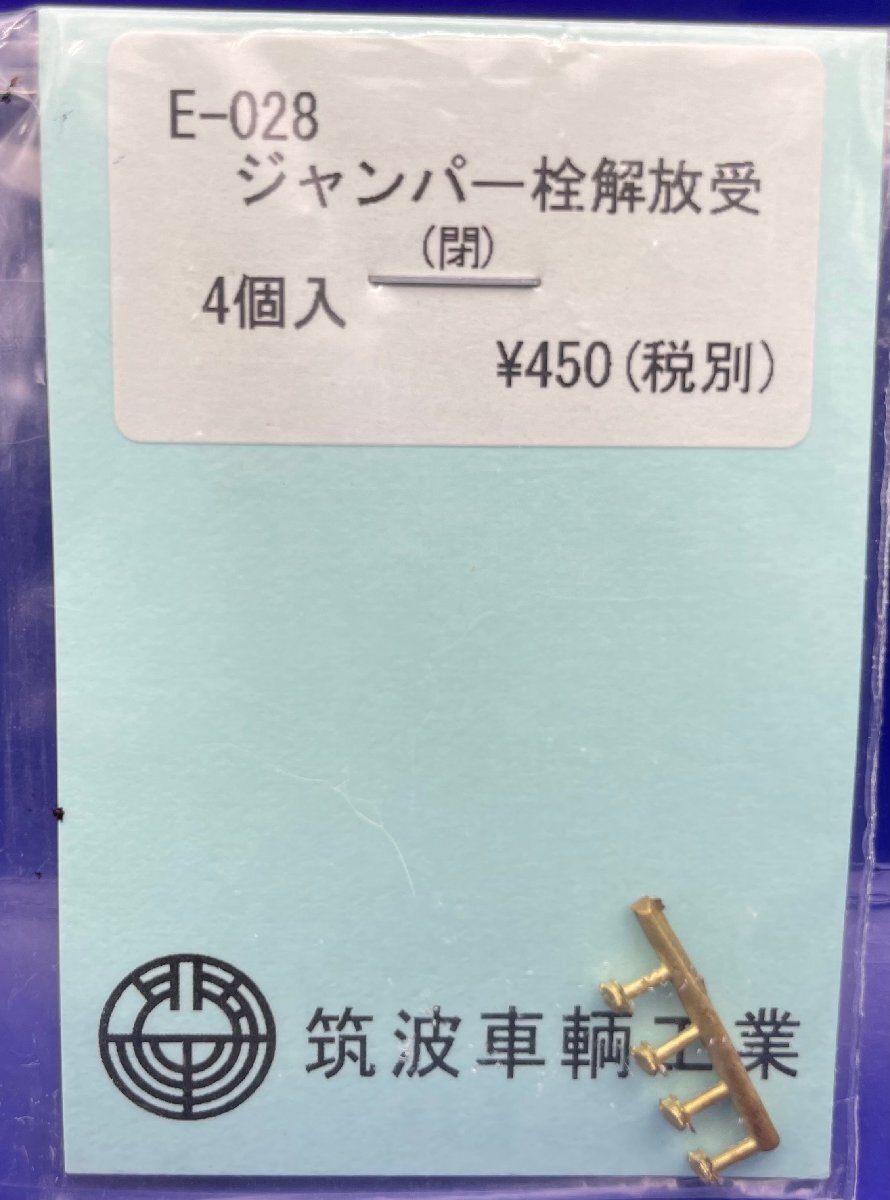 E-028
ジャンパー栓解放受
(閉)
4個入
¥450(税別)
筑波車輌工業